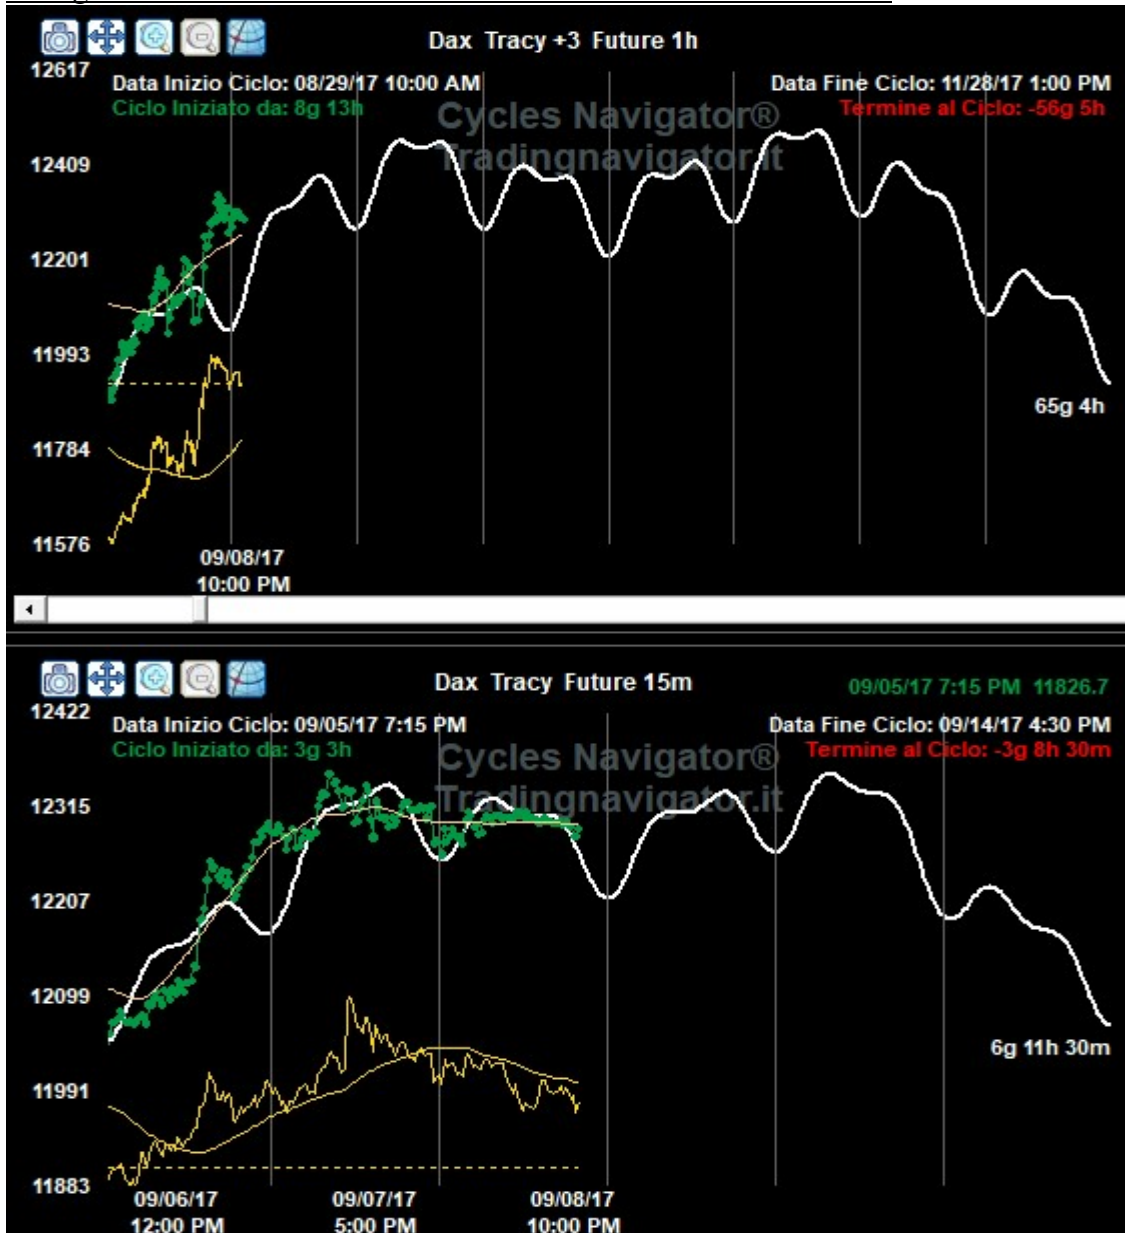 Dax Tracy +3 Future 1h
12617
Data Inizio Ciclo: 08/29/17 10:00 AM
Data Fine Ciclo: 11/28/17 1:00 PM
Ciclo Iniziato da: 8g 13h
Termine al Ciclo: -56g 5h
Cycles Navigator®
Tradingnavigator.it
12409
12201
11993
65g 4h
11784
11576
09/08/17
10:00 PM
Dax Tracy Future 15m
09/05/17 7:15 PM 11826.7
12422
Data Inizio Ciclo: 09/05/17 7:15 PM
Data Fine Ciclo: 09/14/17 4:30 PM
Ciclo Iniziato da: 3g 3h
Termine al Ciclo: -3g 8h 30m
Cycles Navigator®
Tradingnavigator.it
12315
12207
12099
6g 11h 30m
11991
11883
09/06/17 09/07/17 09/08/17
12:00 PM 5:00 PM 10:00 PM